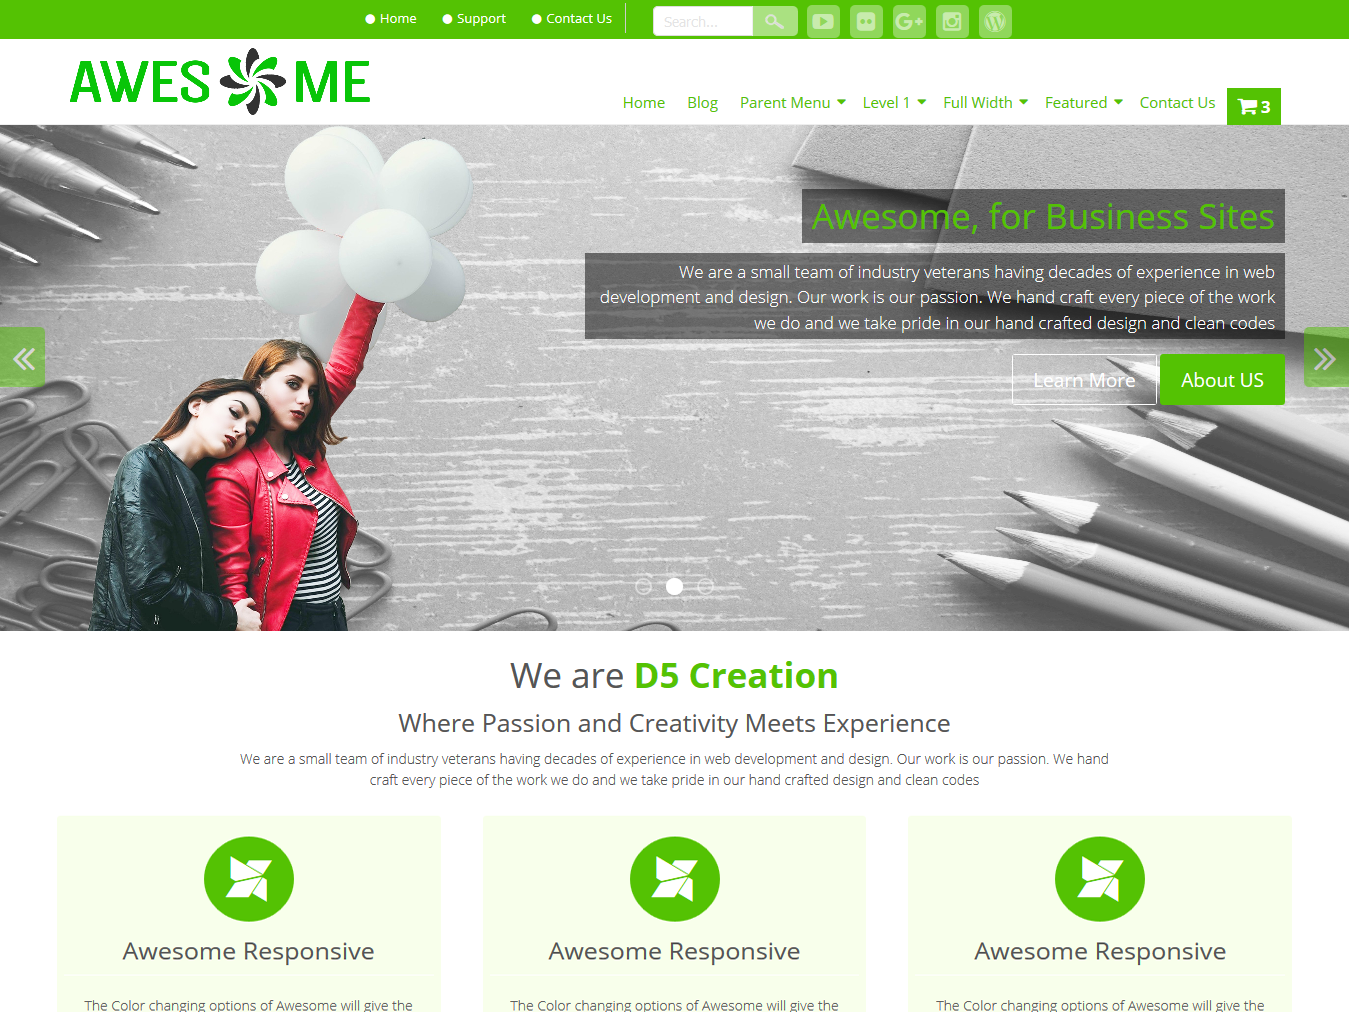 Home Support Contact Us Search...
AWES ME
Home Blog Parent Menu Level 1 Full Width Featured Contact Us 3
Awesome, for Business Sites
We are a small team of industry veterans having decades of experience in web
development and design. Our work is our passion. We hand craft every piece of the work
we do and we take pride in our hand crafted design and clean codes
Learn More About US
We are D5 Creation
Where Passion and Creativity Meets Experience
We are a small team of industry veterans having decades of experience in web development and design. Our work is our passion. We hand
craft every piece of the work we do and we take pride in our hand crafted design and clean codes
Awesome Responsive Awesome Responsive Awesome Responsive
The Color changing options of Awesome will give the The Color changing options of Awesome will give the The Color changing options of Awesome will give the